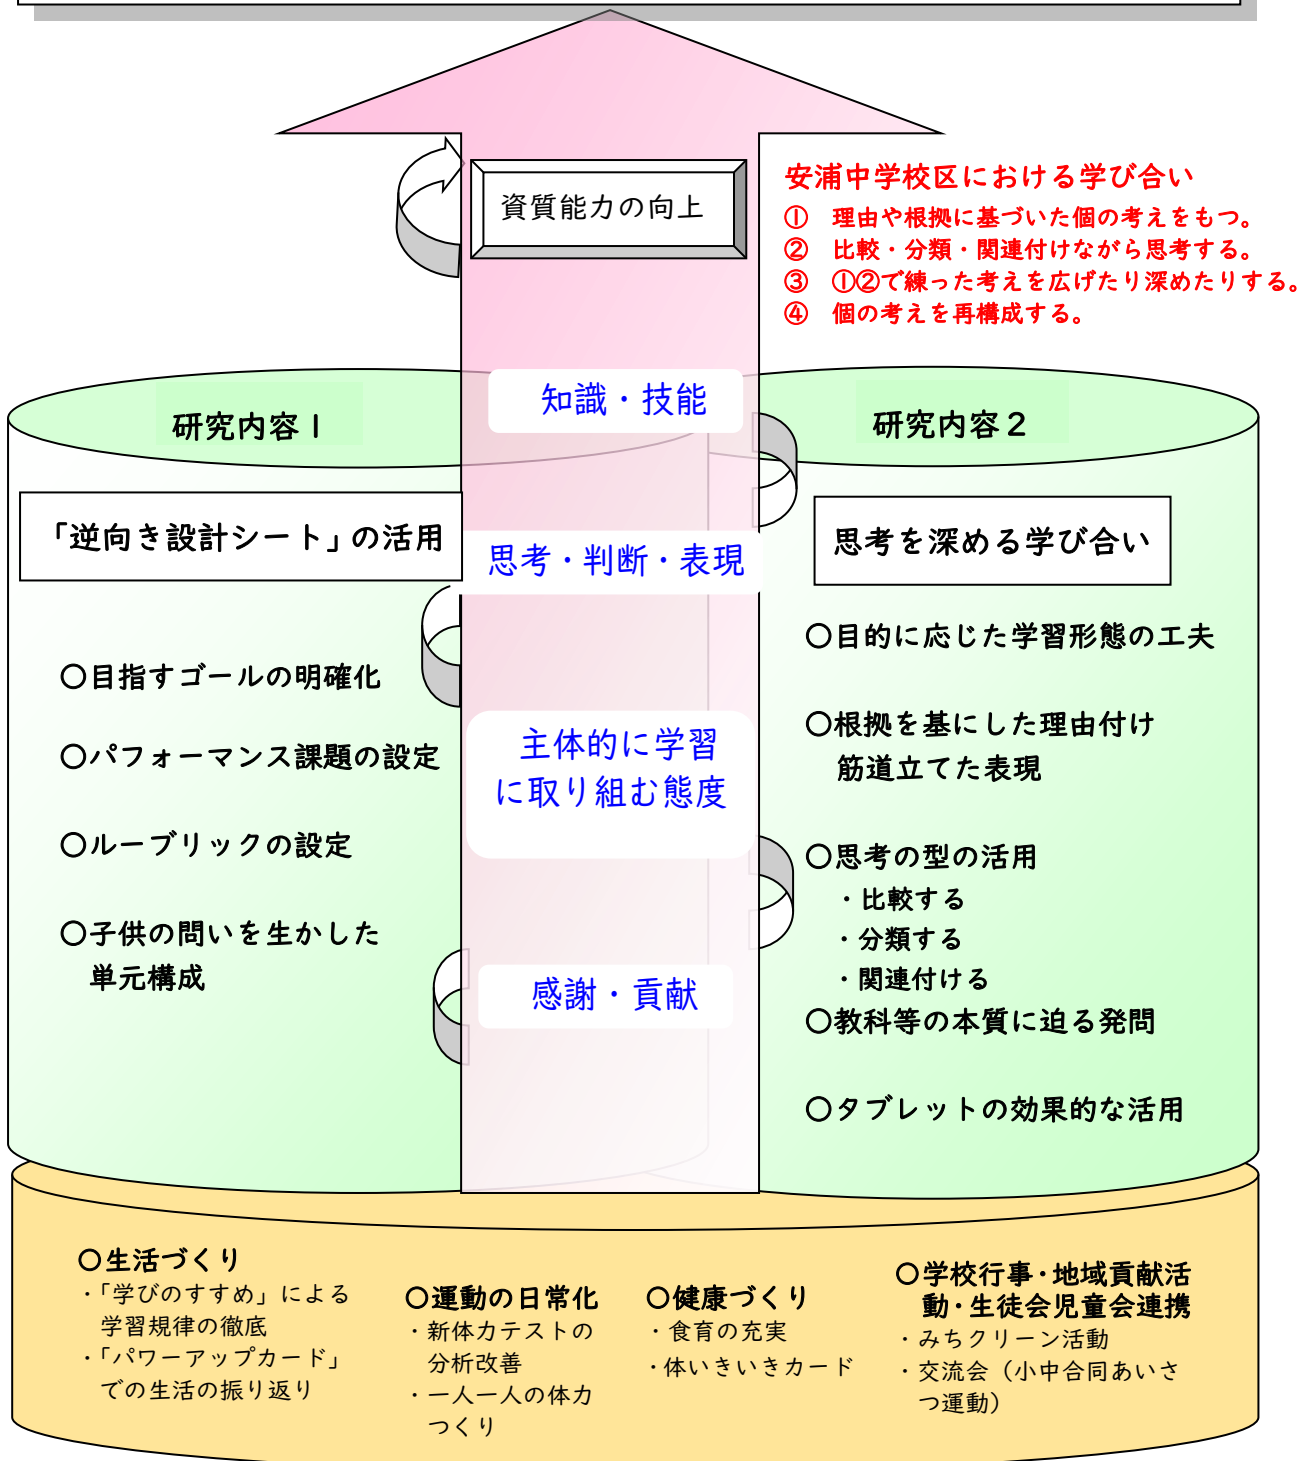 資質能力の向上
安浦中学校区における学び合い
① 理由や根拠に基づいた個の考えをもつ。
② 比較・分類・関連付けながら思考する。
③ ①②で練った考えを広げたり深めたりする。
④ 個の考えを再構成する。
知識・技能
思考・判断・表現
主体的に学習
に取り組む態度
感謝・貢献
研究内容1
「逆向き設計シート」の活用
○目指すゴールの明確化
○パフォーマンス課題の設定
○ルーブリックの設定
○子供の問いを生かした
単元構成
研究内容2
思考を深める学び合い
○目的に応じた学習形態の工夫
○根拠を基にした理由付け
筋道立てた表現
○思考の型の活用
・比較する
・分類する
・関連付ける
○教科等の本質に迫る発問
○タブレットの効果的な活用
○生活づくり
・「学びのすすめ」による
学習規律の徹底
・「パワーアップカード」
での生活の振り返り
○運動の日常化
・新体力テストの
分析改善
・一人一人の体力
つくり
○健康づくり
・食育の充実
・体いきいきカード
○学校行事・地域貢献活
動・生徒会児童会連携
・みちクリーン活動
・交流会（小中合同あいさ
つ運動）